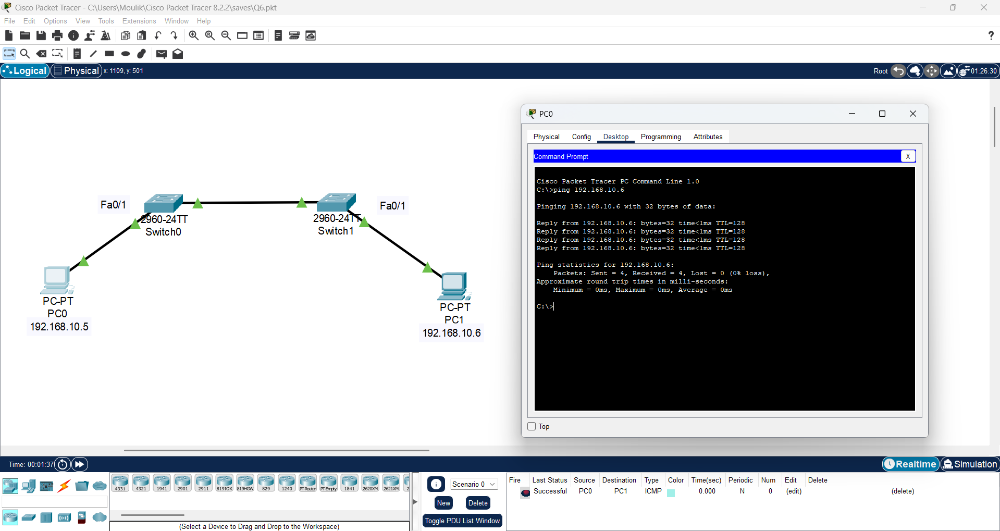 Cisco Packet Tracer - C:\Users\Moulik\Cisco Packet Tracer 8.2.2\saves\Q6.pkt
File Edit Options View Tools Extensions Window Help
Logical Physical x: 1109, y: 501 Root 01:26:30
PC0
Physical Config Desktop Programming Attributes
Command Prompt X
Cisco Packet Tracer PC Command Line 1.0
C:\>ping 192.168.10.6
Pinging 192.168.10.6 with 32 bytes of data:
Reply from 192.168.10.6: bytes=32 time<1ms TTL=128
Reply from 192.168.10.6: bytes=32 time<1ms TTL=128
Reply from 192.168.10.6: bytes=32 time<1ms TTL=128
Reply from 192.168.10.6: bytes=32 time<1ms TTL=128
Ping statistics for 192.168.10.6:
Packets: Sent = 4, Received = 4, Lost = 0 (0% loss),
Approximate round trip times in milli-seconds:
Minimum = 0ms, Maximum = 0ms, Average = 0ms
C:\>
Top
Fa0/1
2960-24TT
Switch0
Fa0/1
2960-24TT
Switch1
PC-PT
PC0
192.168.10.5
PC-PT
PC1
192.168.10.6
Time: 00:01:37 Realtime Simulation
4331 4321 1941 2901 2911 819IOX 819HGW 829 1240 PT-Router PT-Empty 1841 2620XM 2621XM 2
(Select a Device to Drag and Drop to the Workspace)
Scenario 0
New Delete
Toggle PDU List Window
Fire Last Status Source Destination Type Color Time(sec) Periodic Num Edit Delete
Successful PC0 PC1 ICMP 0.000 N 0 (edit) (delete)